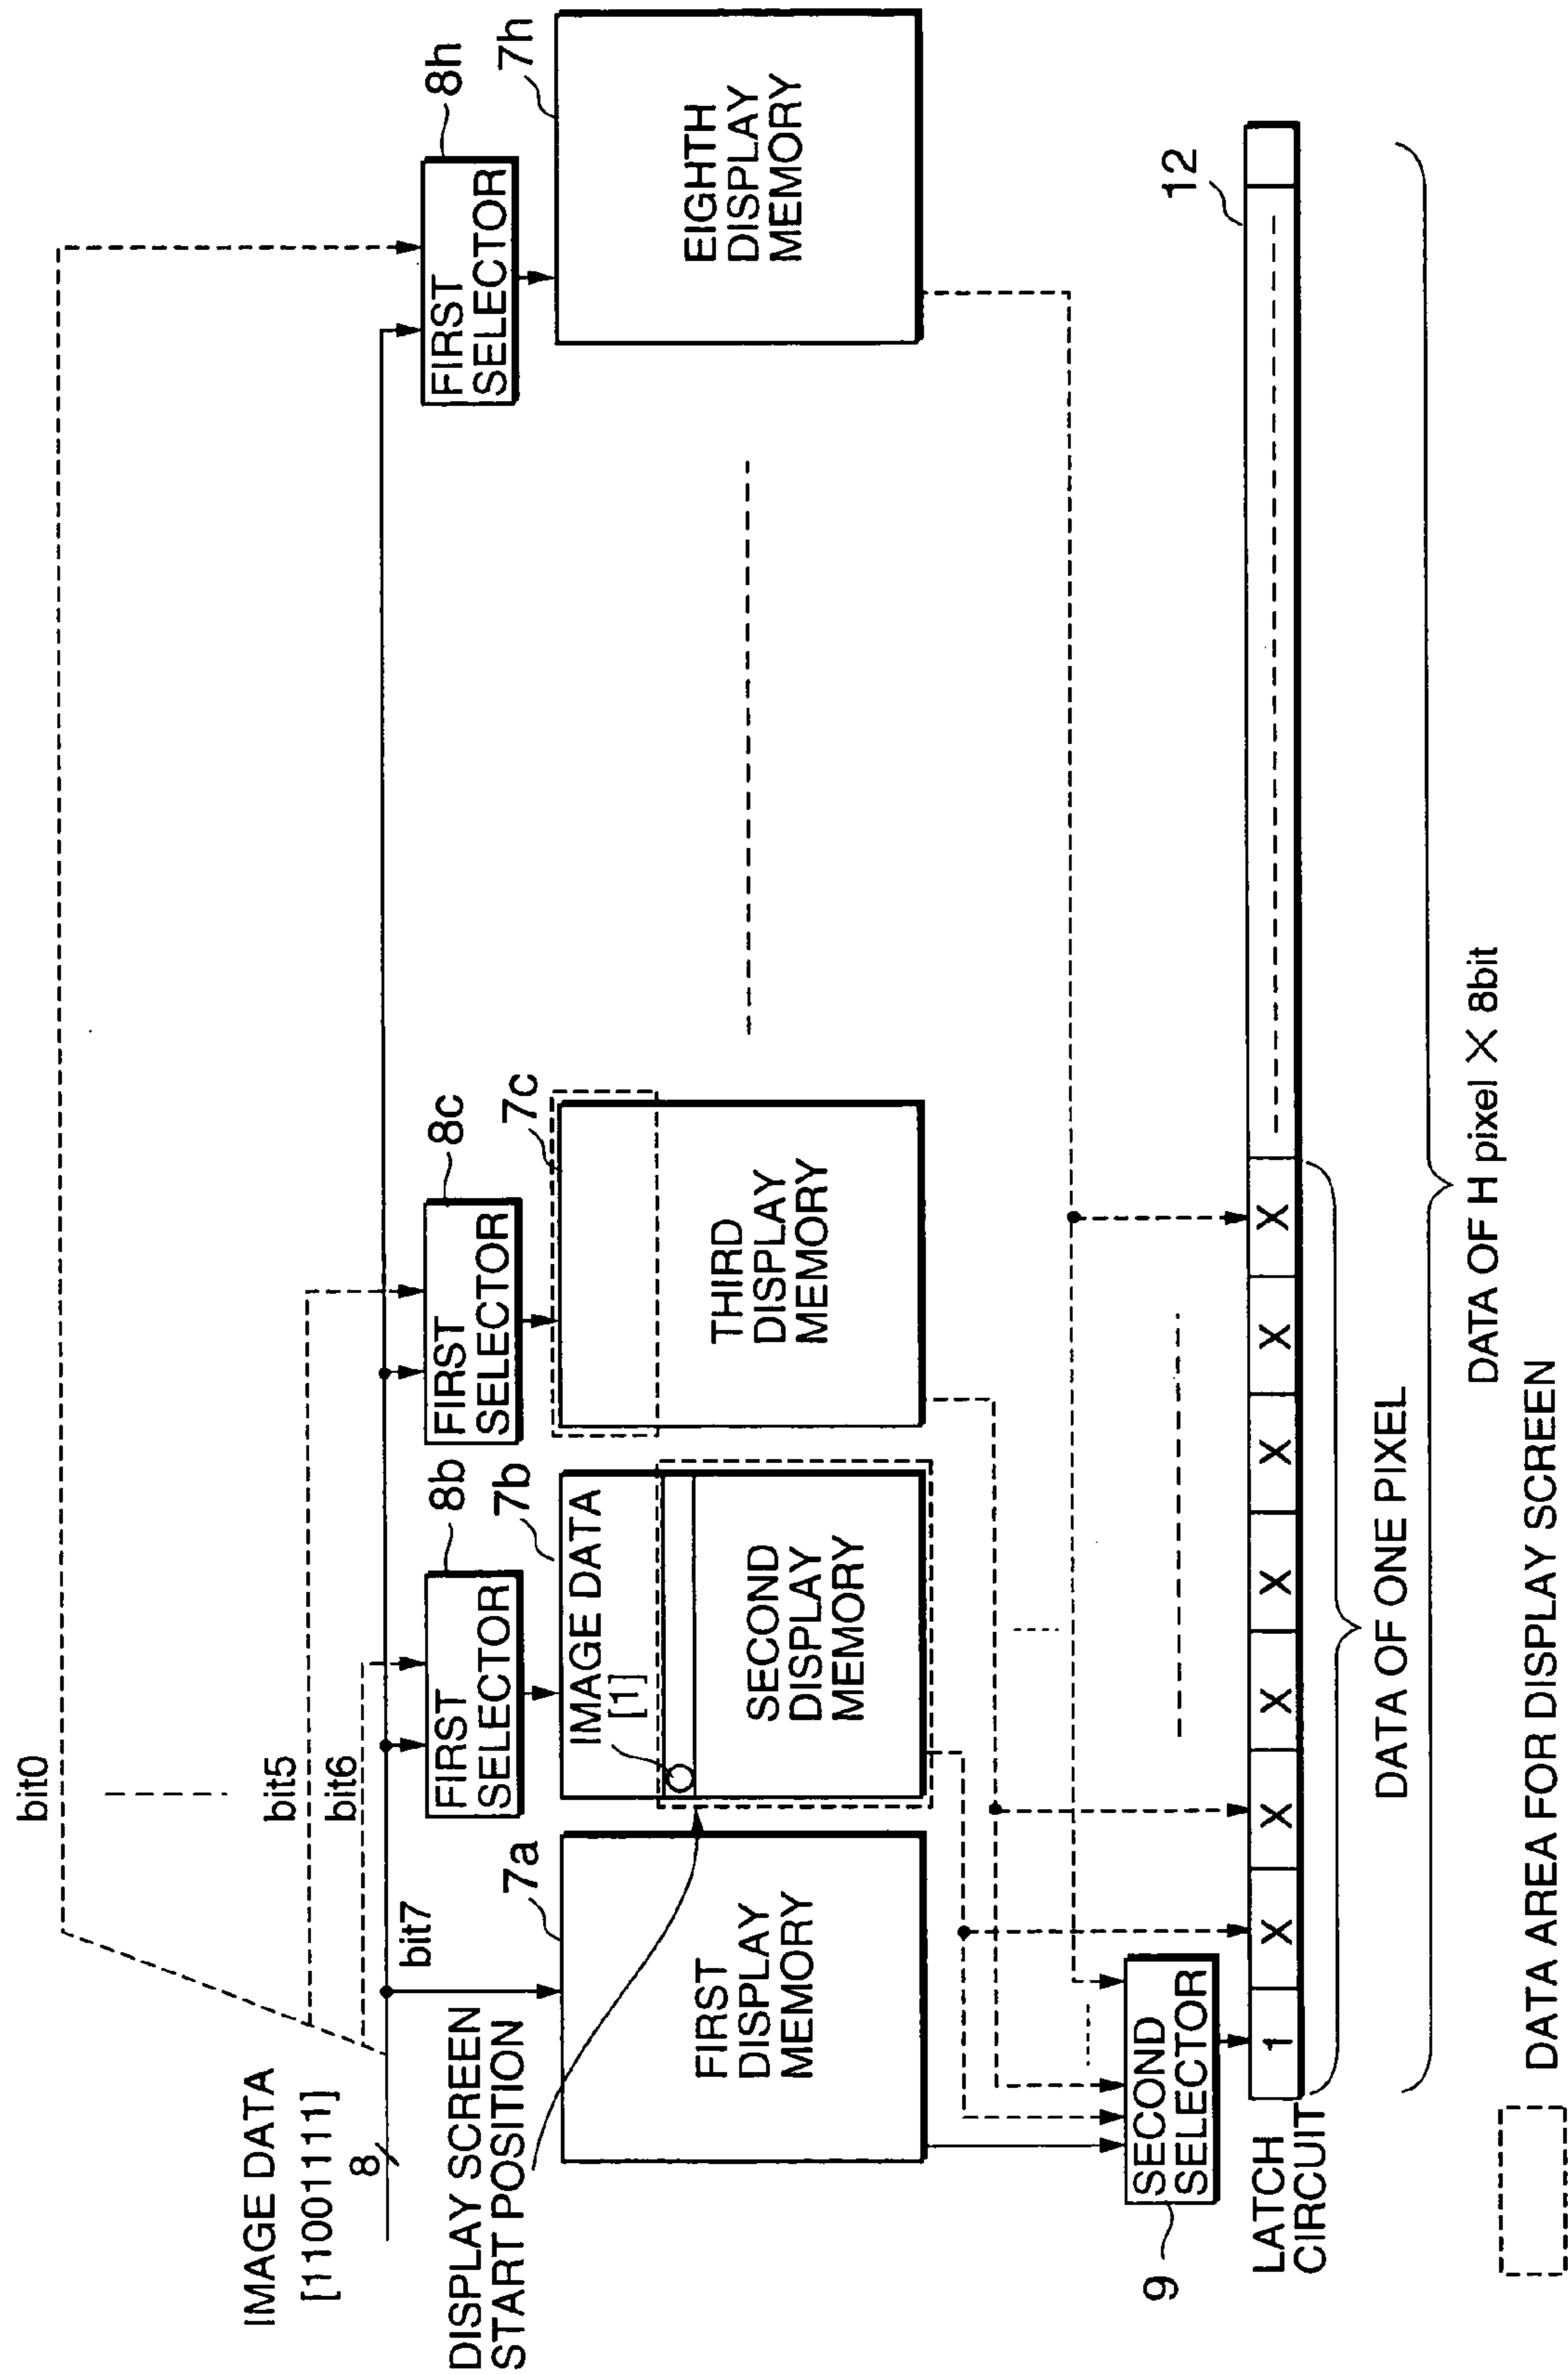 IMAGE DATA
[11001111]
8
bit0
bit5
bit6
bit7
DISPLAY SCREEN
START POSITION
FIRST
SELECTOR
8b
FIRST
SELECTOR
8c
FIRST
SELECTOR
8h
7a
FIRST
DISPLAY
MEMORY
7b
IMAGE DATA
[1]
SECOND
DISPLAY
MEMORY
7c
THIRD
DISPLAY
MEMORY
7h
EIGHTH
DISPLAY
MEMORY
9
SECOND
SELECTOR
LATCH
CIRCUIT
12
1 X X X X X X X
DATA OF ONE PIXEL
DATA OF H pixel X 8bit
DATA AREA FOR DISPLAY SCREEN